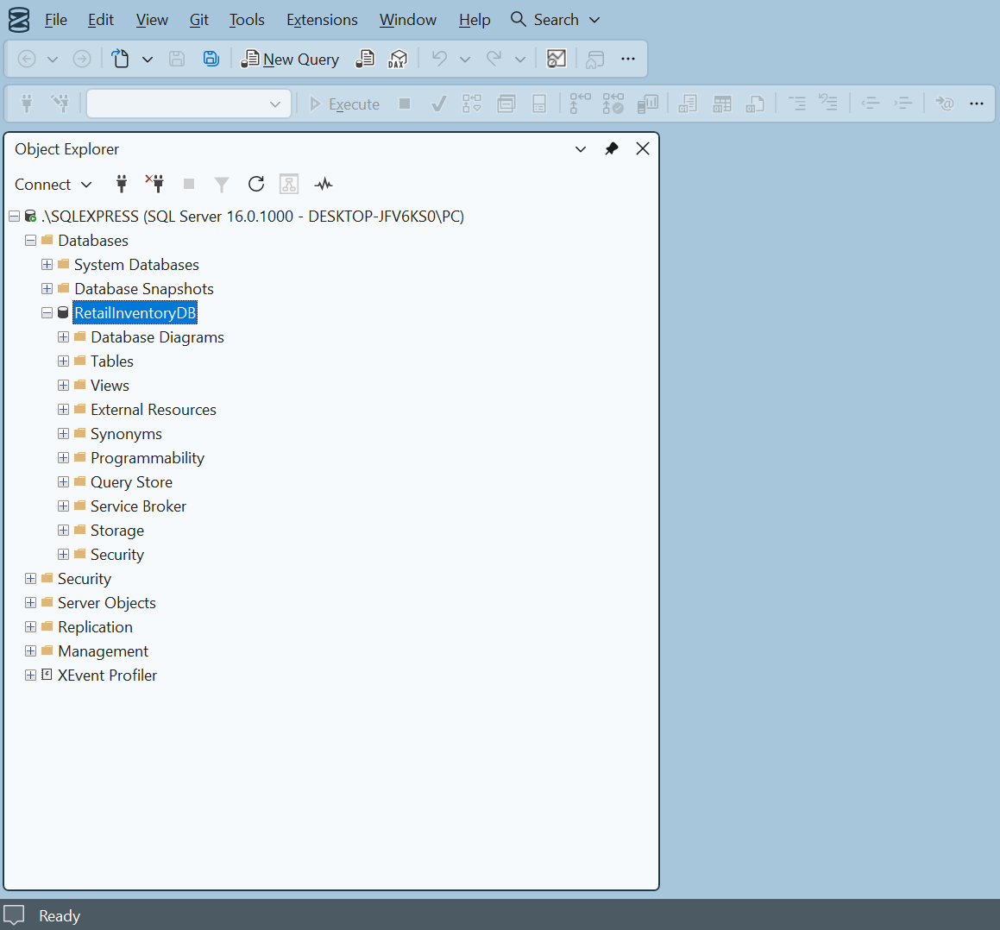 File Edit View Git Tools Extensions Window Help Search
New Query DAX
Execute
Object Explorer
Connect
.\SQLEXPRESS (SQL Server 16.0.1000 - DESKTOP-JFV6KS0\PC)
Databases
System Databases
Database Snapshots
RetailInventoryDB
Database Diagrams
Tables
Views
External Resources
Synonyms
Programmability
Query Store
Service Broker
Storage
Security
Security
Server Objects
Replication
Management
XEvent Profiler
Ready